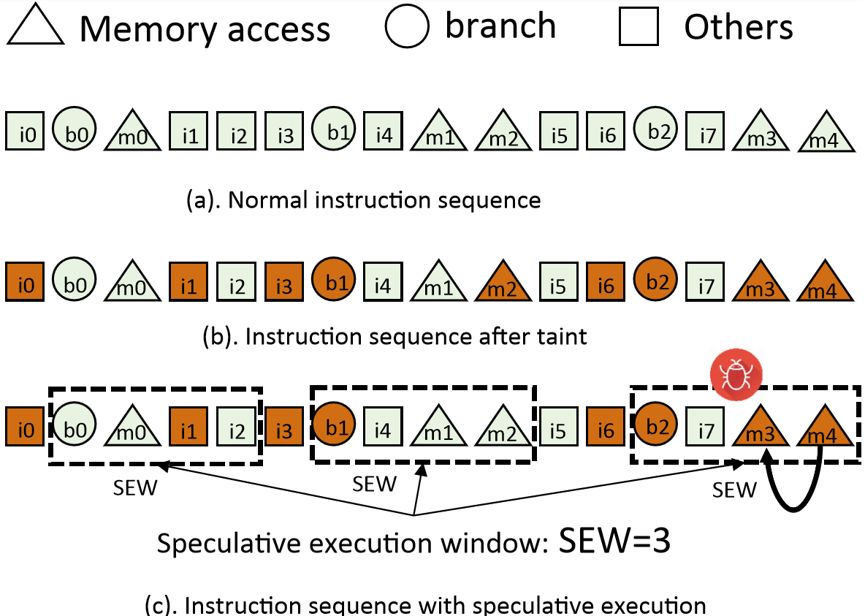 Memory access branch Others
i0 b0 m0 i1 i2 i3 b1 i4 m1 m2 i5 i6 b2 i7 m3 m4
(a). Normal instruction sequence
i0 b0 m0 i1 i2 i3 b1 i4 m1 m2 i5 i6 b2 i7 m3 m4
(b). Instruction sequence after taint
i0 b0 m0 i1 i2 i3 b1 i4 m1 m2 i5 i6 b2 i7 m3 m4
SEW SEW SEW
Speculative execution window: SEW=3
(c). Instruction sequence with speculative execution